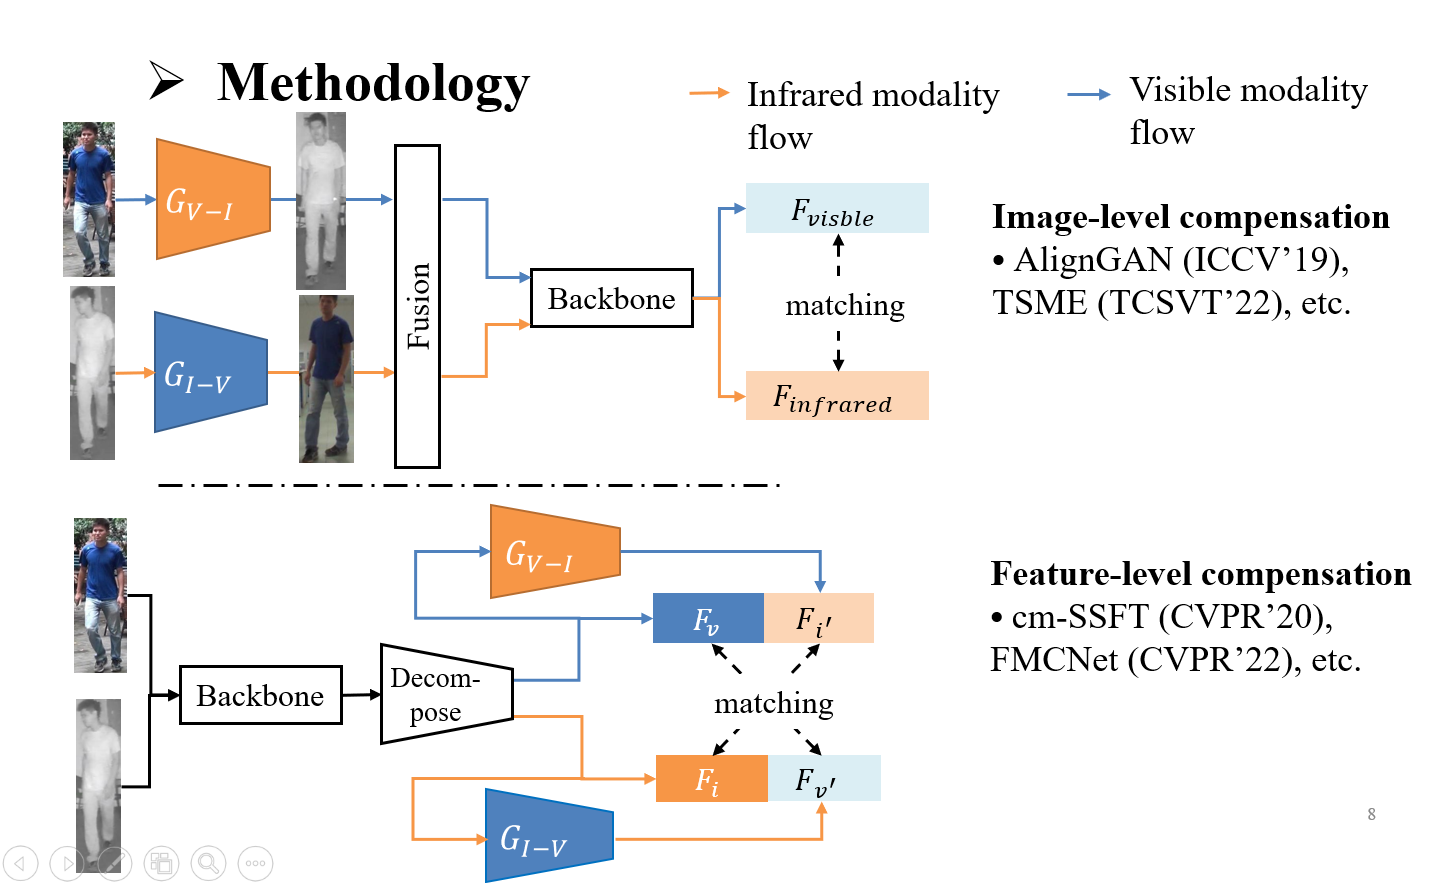 ➢ Methodology
Infrared modality
flow
Visible modality
flow
G_{V-I}
G_{I-V}
Fusion
Backbone
F_{visble}
matching
F_{infrared}
Image-level compensation
• AlignGAN (ICCV’19),
TSME (TCSVT’22), etc.
G_{V-I}
Backbone
Decom-
pose
F_v F_{i'}
matching
F_i F_{v'}
G_{I-V}
Feature-level compensation
• cm-SSFT (CVPR’20),
FMCNet (CVPR’22), etc.
8